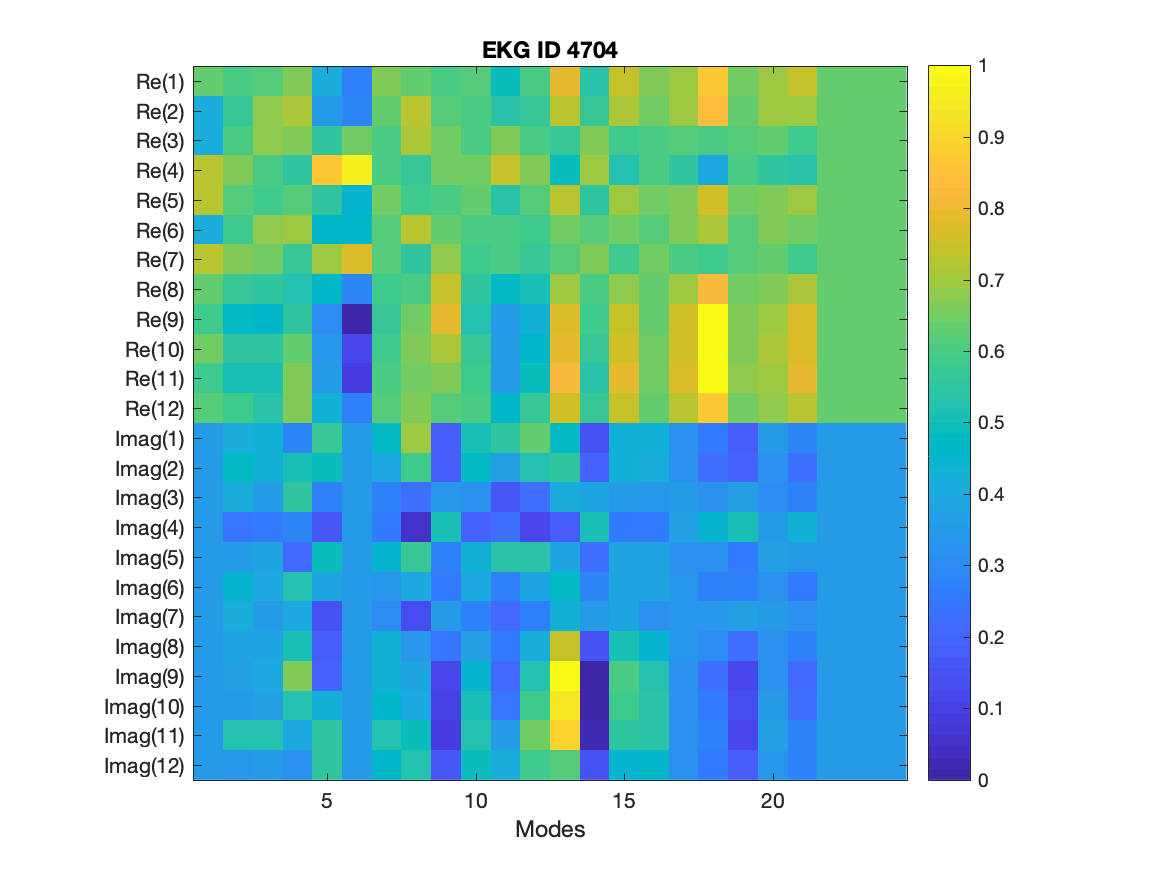 EKG ID 4704
Re(1)
Re(2)
Re(3)
Re(4)
Re(5)
Re(6)
Re(7)
Re(8)
Re(9)
Re(10)
Re(11)
Re(12)
Imag(1)
Imag(2)
Imag(3)
Imag(4)
Imag(5)
Imag(6)
Imag(7)
Imag(8)
Imag(9)
Imag(10)
Imag(11)
Imag(12)
5 10 15 20
Modes
1
0.9
0.8
0.7
0.6
0.5
0.4
0.3
0.2
0.1
0